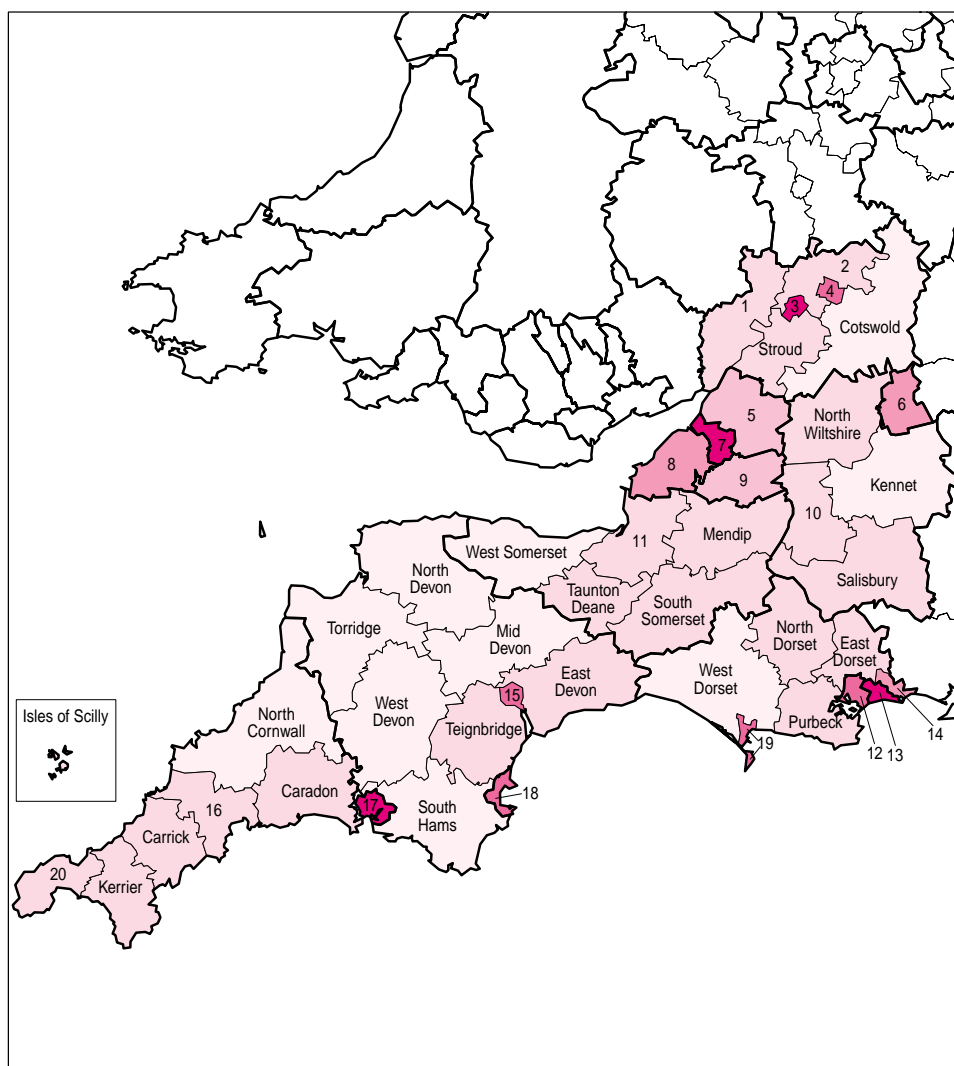 2
1
4
3
Cotswold
Stroud
5
North
Wiltshire
6
7
8
9
Kennet
10
11
Mendip
West Somerset
North
Devon
Salisbury
Taunton
Deane
South
Somerset
Torridge
Mid
Devon
North
Dorset
East
Dorset
East
Devon
West
Dorset
15
West
Devon
Isles of Scilly
North
Cornwall
Teignbridge
Purbeck
14
19
12
13
Caradon
18
17
South
Hams
16
Carrick
20
Kerrier